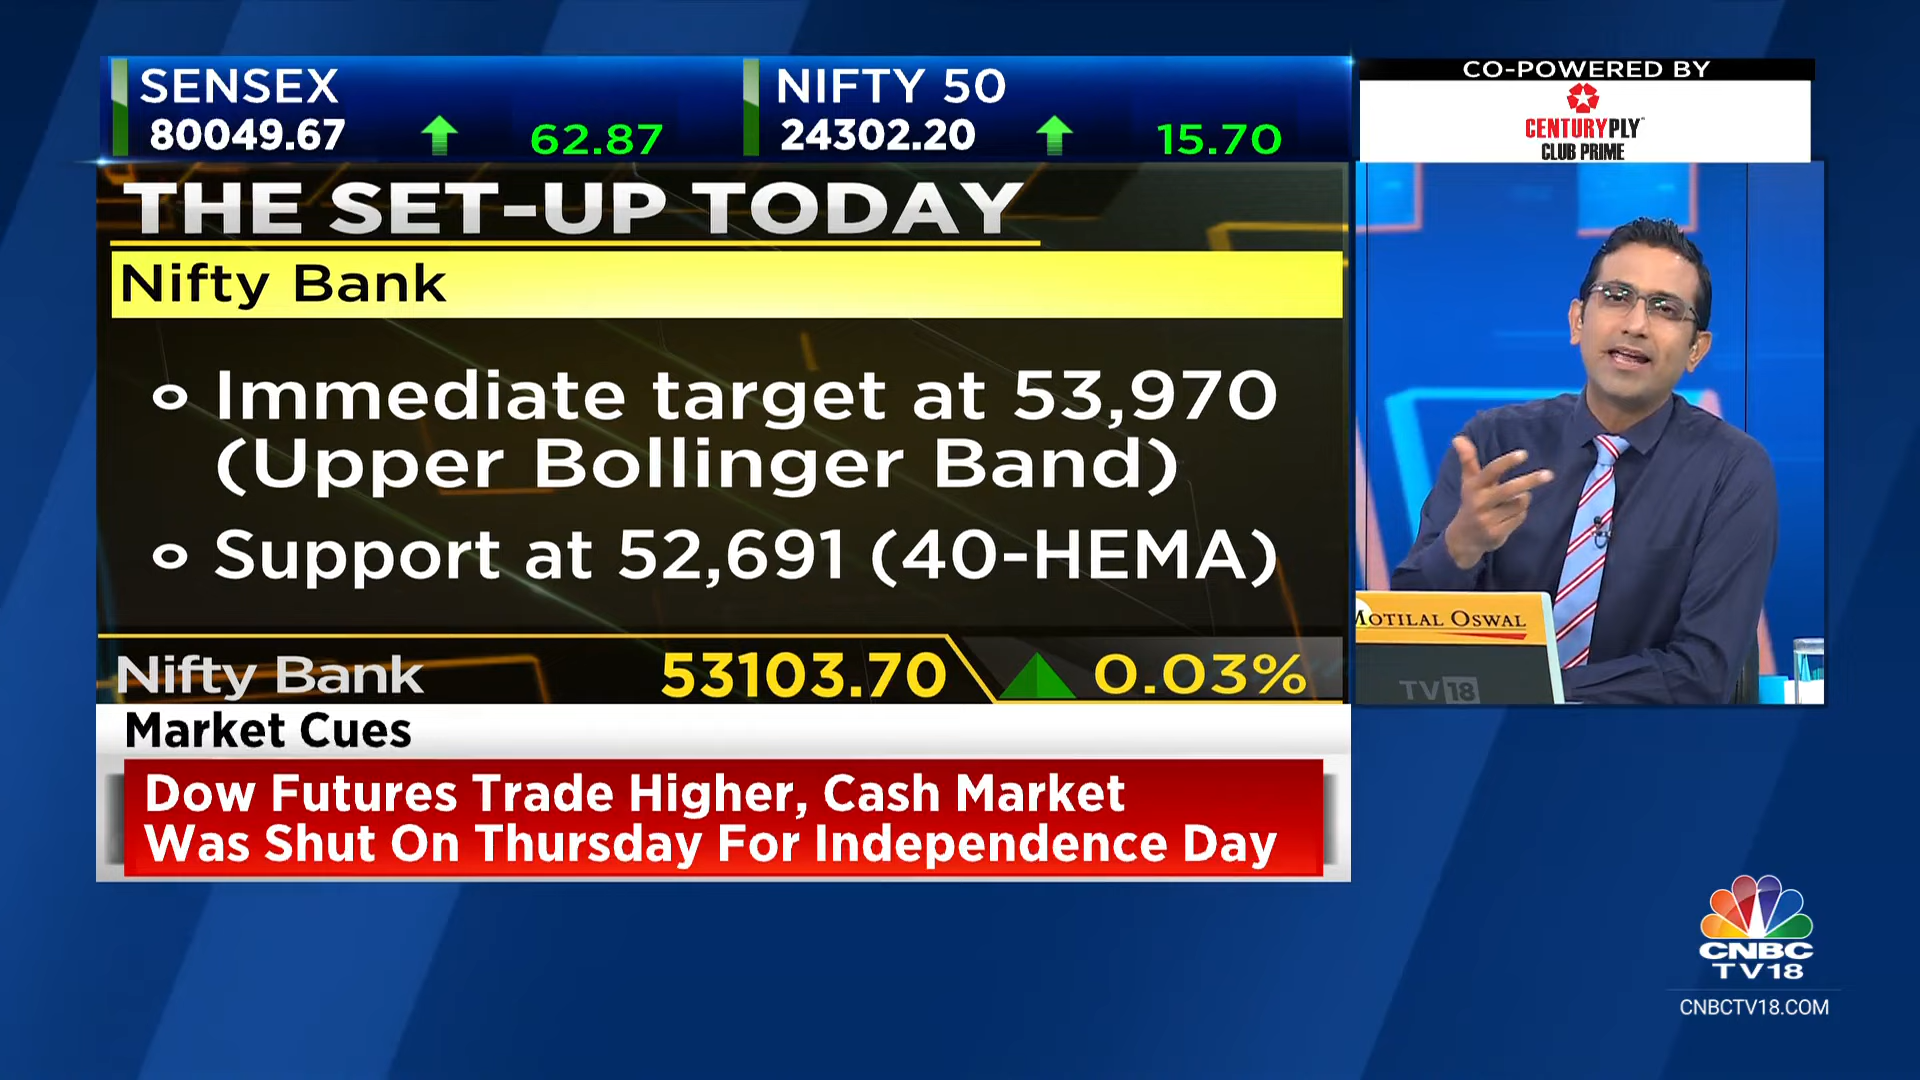 SENSEX
80049.67 62.87
NIFTY 50
24302.20 15.70
CO-POWERED BY
CENTURYPLY
CLUB PRIME
THE SET-UP TODAY
Nifty Bank
Immediate target at 53,970
(Upper Bollinger Band)
Support at 52,691 (40-HEMA)
Nifty Bank 53103.70 0.03%
Market Cues
Dow Futures Trade Higher, Cash Market
Was Shut On Thursday For Independence Day
MOTILAL OSWAL
TV18
CNBC
TV18
CNBCTV18.COM